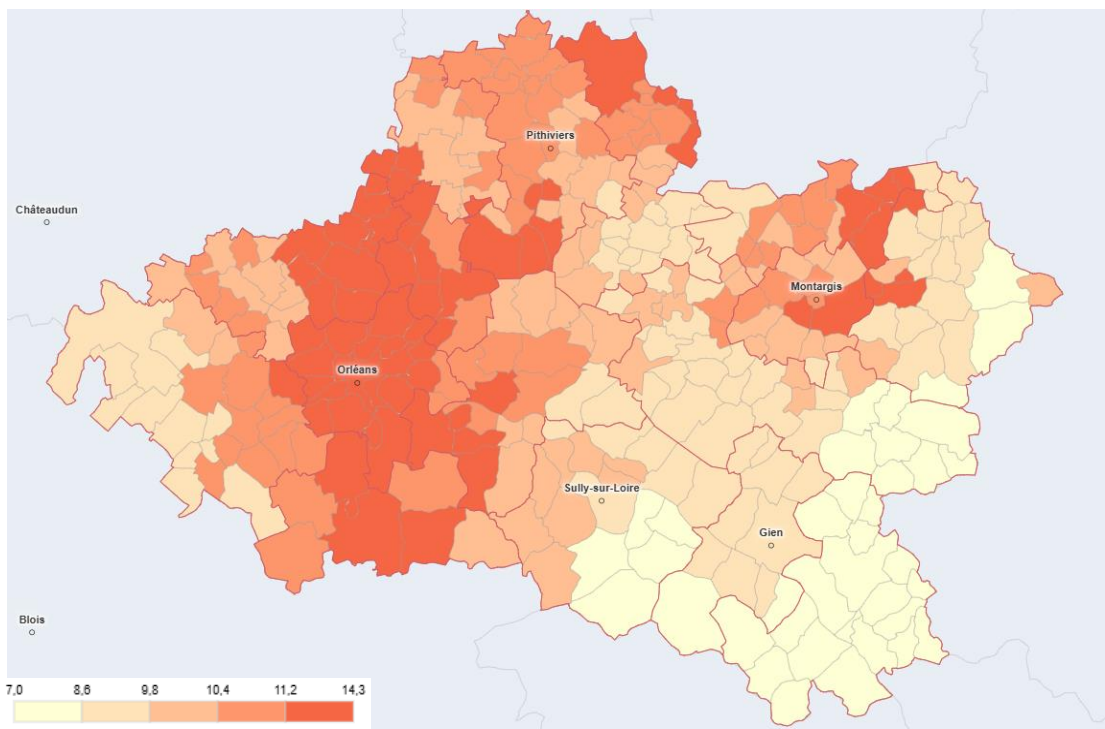 Pithiviers
Châteaudun
Montargis
Orléans
Sully-sur-Loire
Gien
Blois
7,0 8,6 9,8 10,4 11,2 14,3